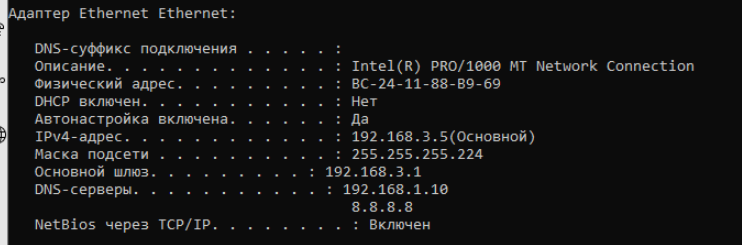 Адаптер Ethernet Ethernet:
DNS-суффикс подключения . . . . . :
Описание. . . . . . . . . . . . . : Intel(R) PRO/1000 MT Network Connection
Физический адрес. . . . . . . . . : BC-24-11-88-B9-69
DHCP включен. . . . . . . . . . . : Нет
Автонастройка включена. . . . . . : Да
IPv4-адрес. . . . . . . . . . . . : 192.168.3.5(Основной)
Маска подсети . . . . . . . . . . : 255.255.255.224
Основной шлюз. . . . . . . . . : 192.168.3.1
DNS-серверы. . . . . . . . . . . : 192.168.1.10
8.8.8.8
NetBios через TCP/IP. . . . . . . . : Включен